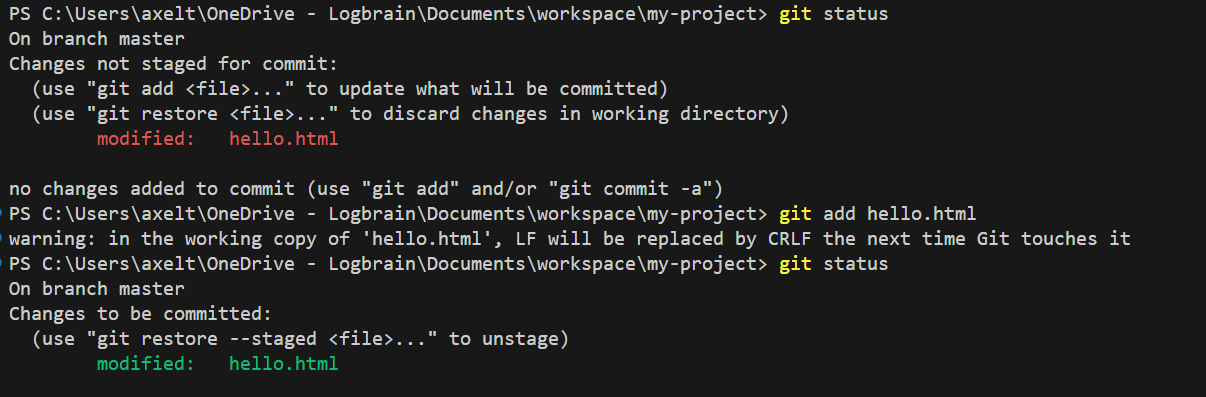 PS C:\Users\axelt\OneDrive - Logbrain\Documents\workspace\my-project> git status
On branch master
Changes not staged for commit:
  (use "git add <file>..." to update what will be committed)
  (use "git restore <file>..." to discard changes in working directory)
        modified:   hello.html

no changes added to commit (use "git add" and/or "git commit -a")
PS C:\Users\axelt\OneDrive - Logbrain\Documents\workspace\my-project> git add hello.html
warning: in the working copy of 'hello.html', LF will be replaced by CRLF the next time Git touches it
PS C:\Users\axelt\OneDrive - Logbrain\Documents\workspace\my-project> git status
On branch master
Changes to be committed:
  (use "git restore --staged <file>..." to unstage)
        modified:   hello.html